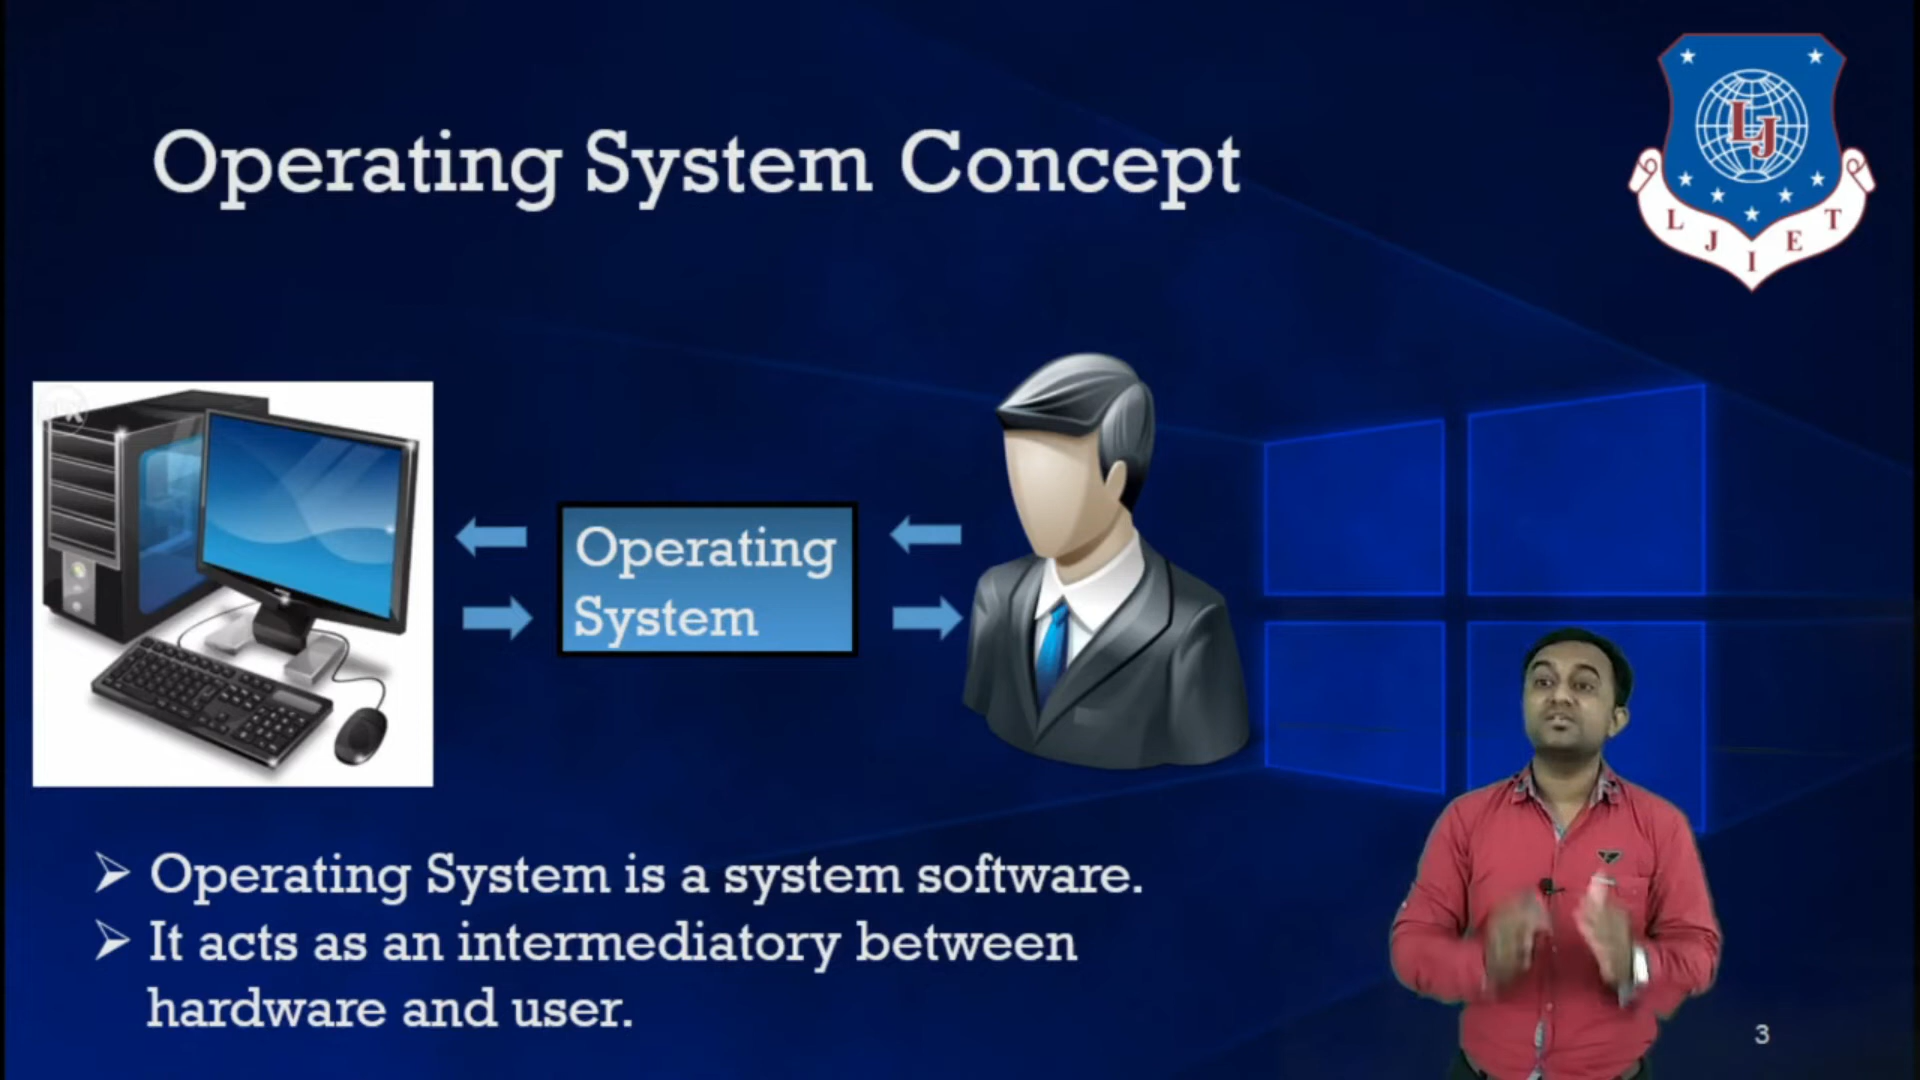 Operating System Concept
LJ
L J I E T
Operating
System
➢ Operating System is a system software.
➢ It acts as an intermediatory between
hardware and user.
3